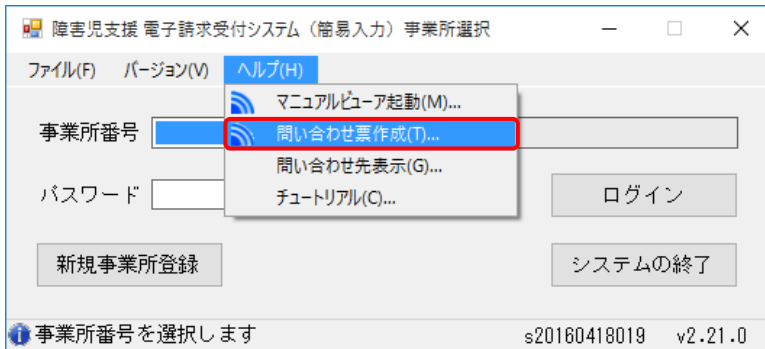 障害児支援 電子請求受付システム（簡易入力）事業所選択
ファイル(F) バージョン(V) ヘルプ(H)
マニュアルビューア起動(M)...
事業所番号
問い合わせ票作成(T)...
問い合わせ先表示(G)...
パスワード
チュートリアル(C)...
ログイン
新規事業所登録
システムの終了
事業所番号を選択します s20160418019 v2.21.0